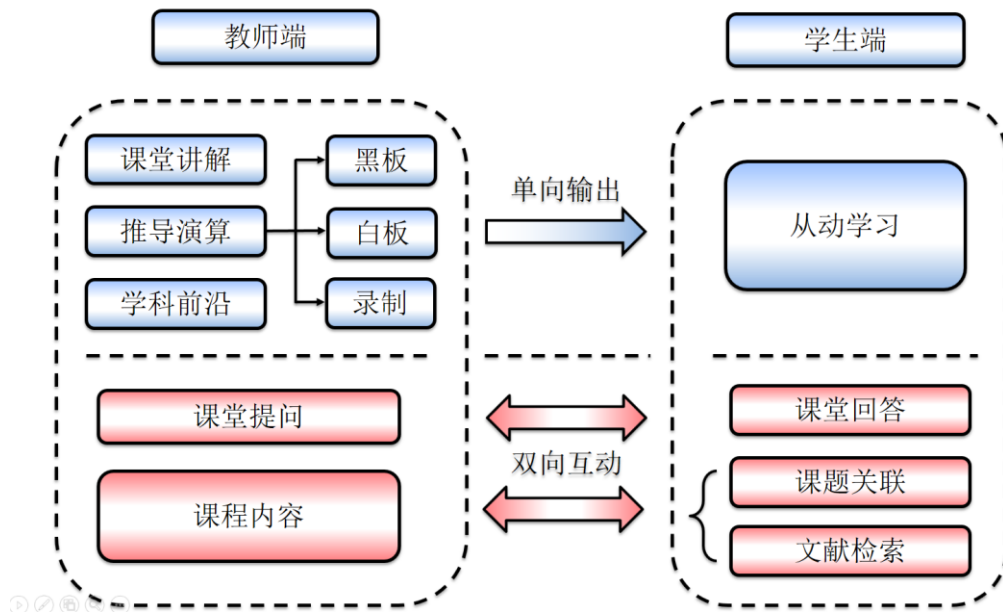 教师端
学生端
课堂讲解
推导演算
学科前沿
黑板
白板
录制
单向输出
从动学习
课堂提问
课程内容
双向互动
课堂回答
课题关联
文献检索